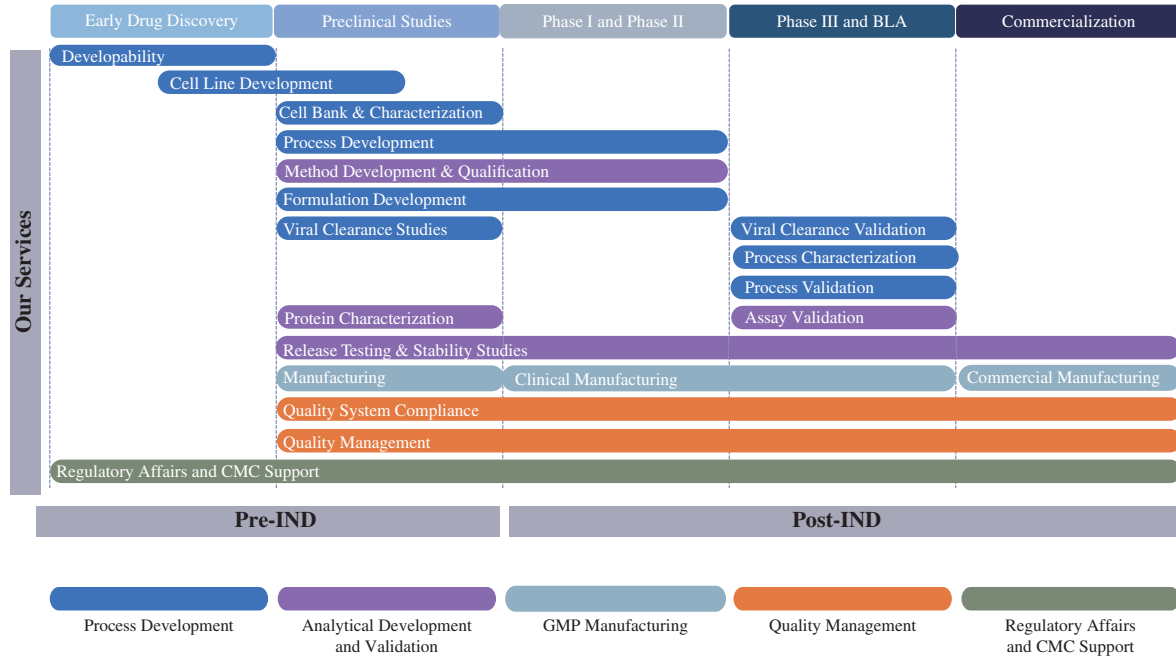 Early Drug Discovery
Preclinical Studies
Phase I and Phase II
Phase III and BLA
Commercialization
Our Services
Developability
Cell Line Development
Cell Bank & Characterization
Process Development
Method Development & Qualification
Formulation Development
Viral Clearance Studies
Viral Clearance Validation
Process Characterization
Process Validation
Protein Characterization
Assay Validation
Release Testing & Stability Studies
Manufacturing
Clinical Manufacturing
Commercial Manufacturing
Quality System Compliance
Quality Management
Regulatory Affairs and CMC Support
Pre-IND
Post-IND
Process Development
Analytical Development
and Validation
GMP Manufacturing
Quality Management
Regulatory Affairs
and CMC Support